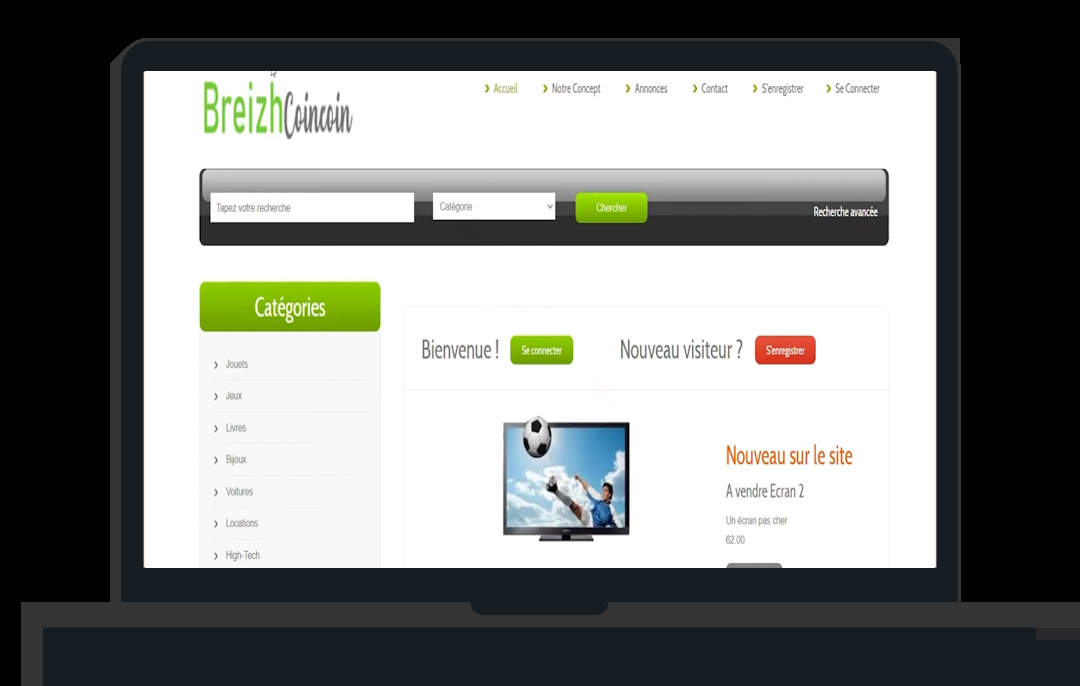 BreizhCoincoin
Accueil
Notre Concept
Annonces
Contact
S'enregistrer
Se Connecter
Tapez votre recherche
Catégorie
Chercher
Recherche avancée
Catégories
Jouets
Jeux
Livres
Bijoux
Voitures
Locations
High-Tech
Bienvenue !
Se connecter
Nouveau visiteur ?
S'enregistrer
Nouveau sur le site
A vendre Ecran 2
Un écran pas cher
62.00